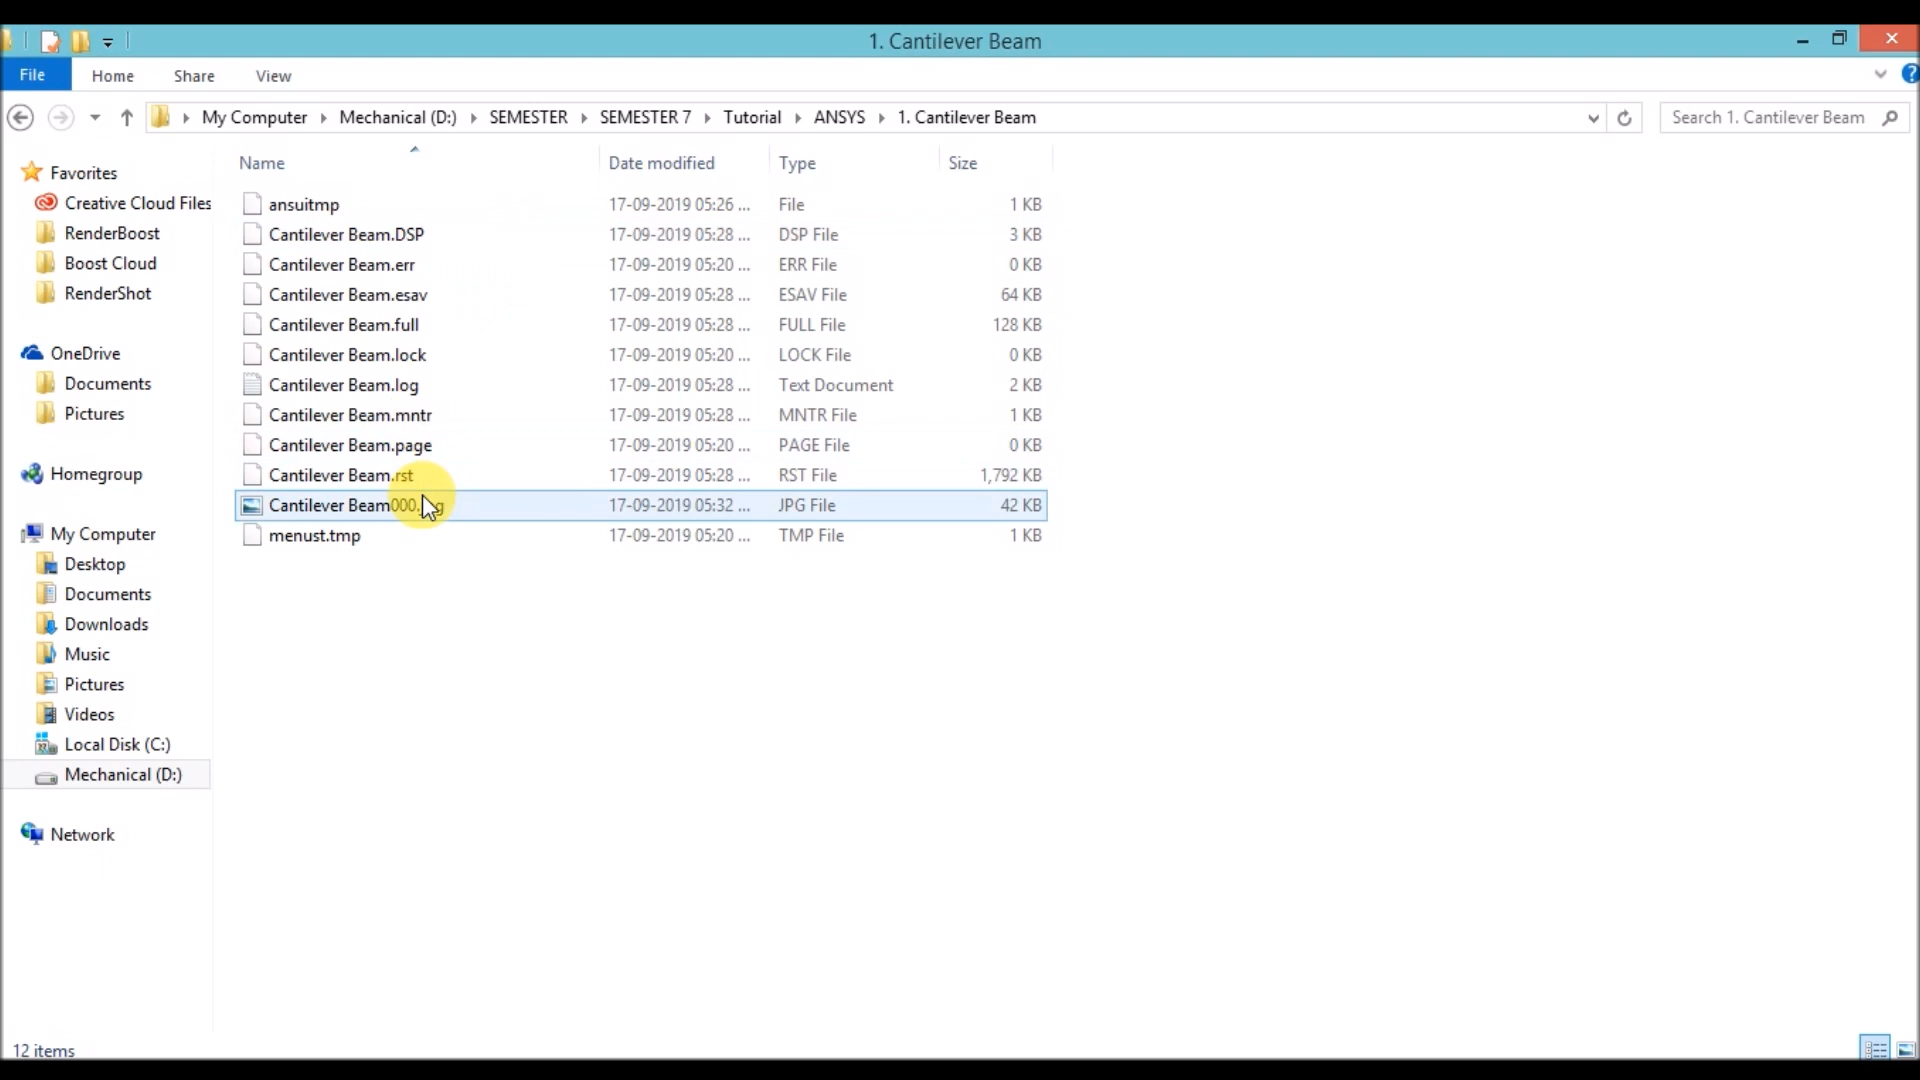 1. Cantilever Beam
File Home Share View
My Computer Mechanical (D:) SEMESTER SEMESTER 7 Tutorial ANSYS 1. Cantilever Beam Search 1. Cantilever Beam
Name Date modified Type Size
Favorites
Creative Cloud Files
RenderBoost
Boost Cloud
RenderShot
OneDrive
Documents
Pictures
Homegroup
My Computer
Desktop
Documents
Downloads
Music
Pictures
Videos
Local Disk (C:)
Mechanical (D:)
Network
ansuitmp 17-09-2019 05:26 ... File 1 KB
Cantilever Beam.DSP 17-09-2019 05:28 ... DSP File 3 KB
Cantilever Beam.err 17-09-2019 05:20 ... ERR File 0 KB
Cantilever Beam.esav 17-09-2019 05:28 ... ESAV File 64 KB
Cantilever Beam.full 17-09-2019 05:28 ... FULL File 128 KB
Cantilever Beam.lock 17-09-2019 05:20 ... LOCK File 0 KB
Cantilever Beam.log 17-09-2019 05:28 ... Text Document 2 KB
Cantilever Beam.mntr 17-09-2019 05:28 ... MNTR File 1 KB
Cantilever Beam.page 17-09-2019 05:20 ... PAGE File 0 KB
Cantilever Beam.rst 17-09-2019 05:28 ... RST File 1,792 KB
Cantilever 17-09-2019 05:32 ... JPG File 42 KB
menust.tmp 17-09-2019 05:20 ... TMP File 1 KB
12 items